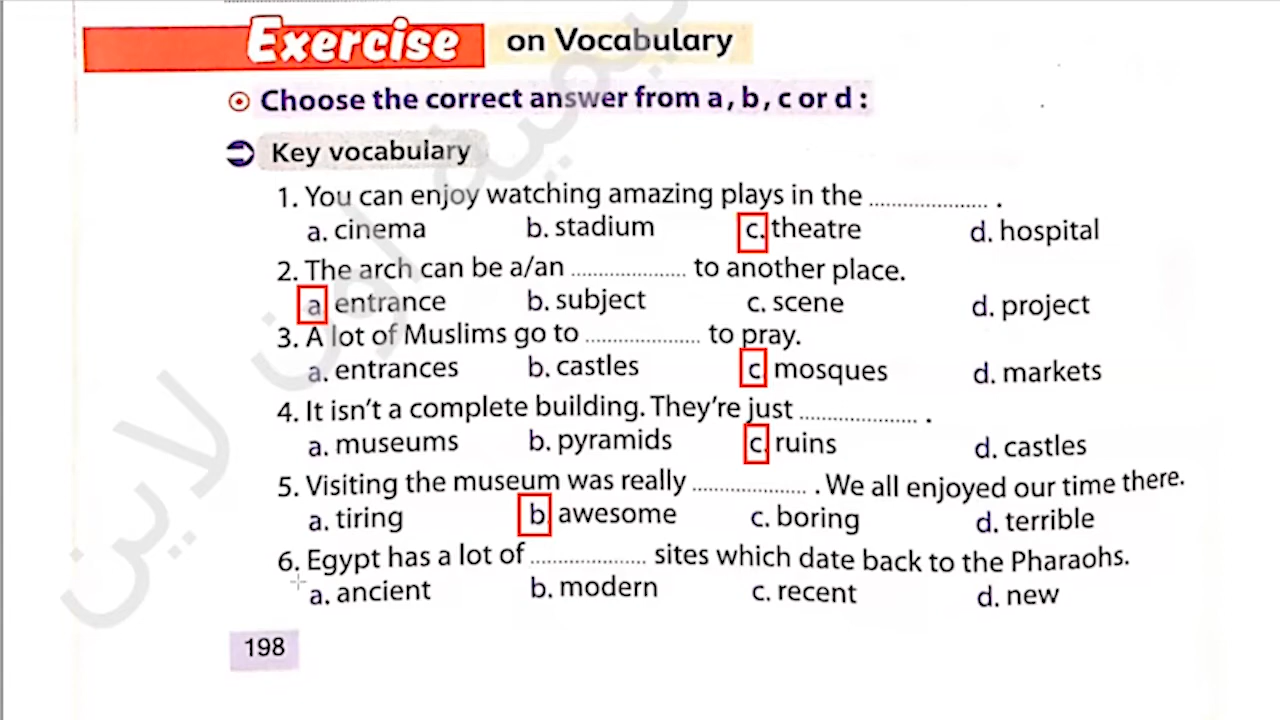 Exercise on Vocabulary
Choose the correct answer from a, b, c or d :
Key vocabulary
1. You can enjoy watching amazing plays in the .................... .
a. cinema b. stadium c. theatre d. hospital
2. The arch can be a/an .................... to another place.
a entrance b. subject c. scene d. project
3. A lot of Muslims go to .................... to pray.
a. entrances b. castles c. mosques d. markets
4. It isn't a complete building. They're just .................... .
a. museums b. pyramids c. ruins d. castles
5. Visiting the museum was really .................... . We all enjoyed our time there.
a. tiring b awesome c. boring d. terrible
6. Egypt has a lot of .................... sites which date back to the Pharaohs.
a. ancient b. modern c. recent d. new
198
اون لاين